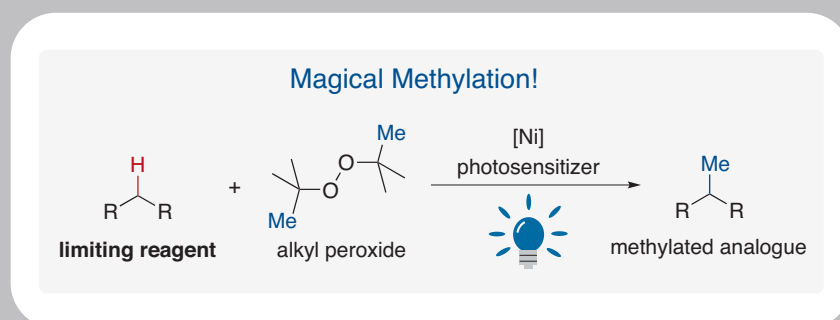 Magical Methylation!
H
R R
limiting reagent
+
Me
O
O
Me
alkyl peroxide
[Ni]
photosensitizer
Me
R R
methylated analogue